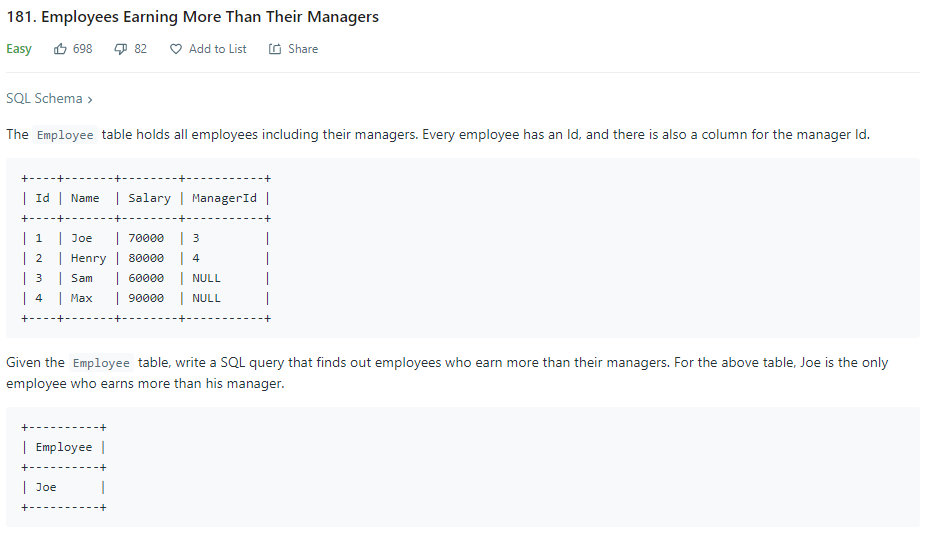 181. Employees Earning More Than Their Managers
Easy 698 82 Add to List Share
SQL Schema >
The Employee table holds all employees including their managers. Every employee has an Id, and there is also a column for the manager Id.
+----+-------+--------+-----------+
| Id | Name  | Salary | ManagerId |
+----+-------+--------+-----------+
| 1  | Joe   | 70000  | 3         |
| 2  | Henry | 80000  | 4         |
| 3  | Sam   | 60000  | NULL      |
| 4  | Max   | 90000  | NULL      |
+----+-------+--------+-----------+
Given the Employee table, write a SQL query that finds out employees who earn more than their managers. For the above table, Joe is the only
employee who earns more than his manager.
+----------+
| Employee |
+----------+
| Joe      |
+----------+